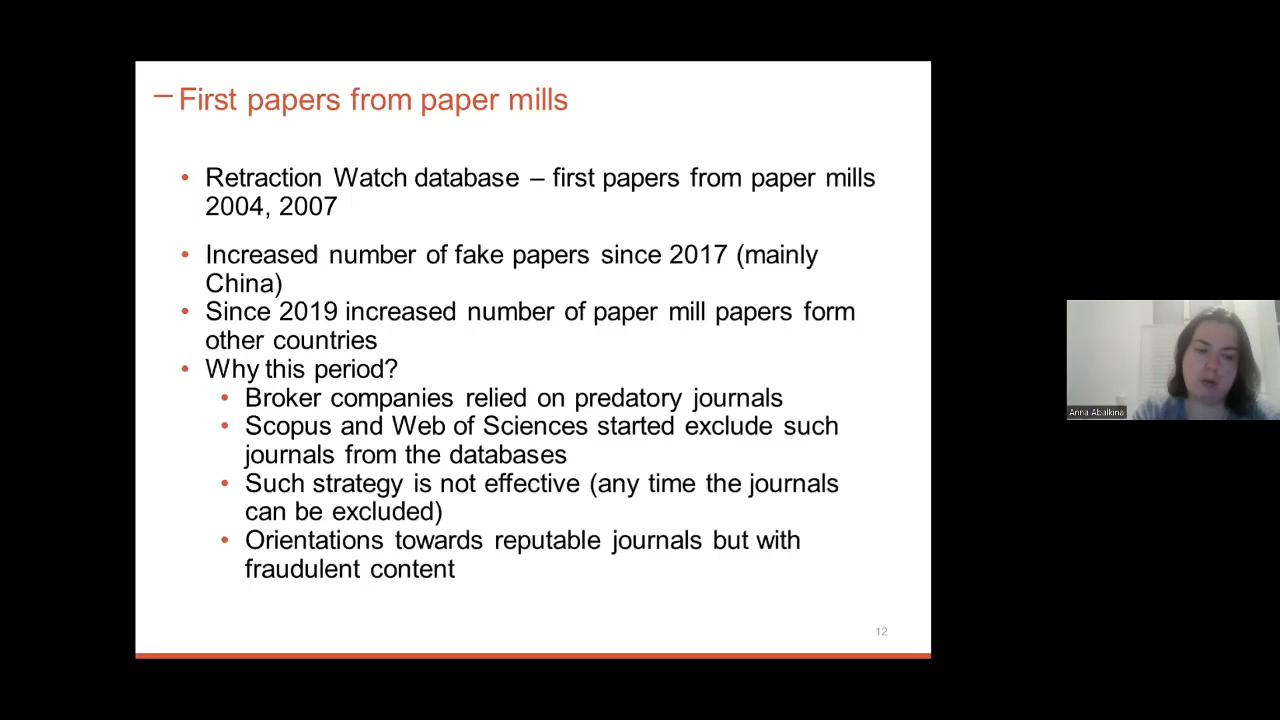 – First papers from paper mills
• Retraction Watch database – first papers from paper mills
2004, 2007
• Increased number of fake papers since 2017 (mainly
China)
• Since 2019 increased number of paper mill papers form
other countries
• Why this period?
• Broker companies relied on predatory journals
• Scopus and Web of Sciences started exclude such
journals from the databases
• Such strategy is not effective (any time the journals
can be excluded)
• Orientations towards reputable journals but with
fraudulent content
12
Anna Abalkina